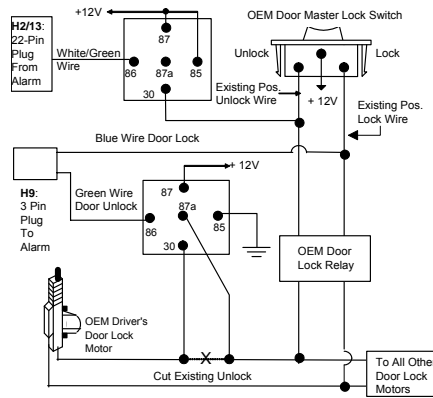 +12V
OEM Door Master Lock Switch
H2/13:
22-Pin
Plug
From
Alarm
White/Green
Wire
87
86
87a
85
30
Unlock
Lock
+ 12V
Existing Pos.
Unlock Wire
Existing Pos.
Lock Wire
Blue Wire Door Lock
+ 12V
H9:
3 Pin
Plug
To
Alarm
Green Wire
Door Unlock
87
87a
86
85
30
OEM Door
Lock Relay
OEM Driver's
Door Lock
Motor
X
Cut Existing Unlock
To All Other
Door Lock
Motors